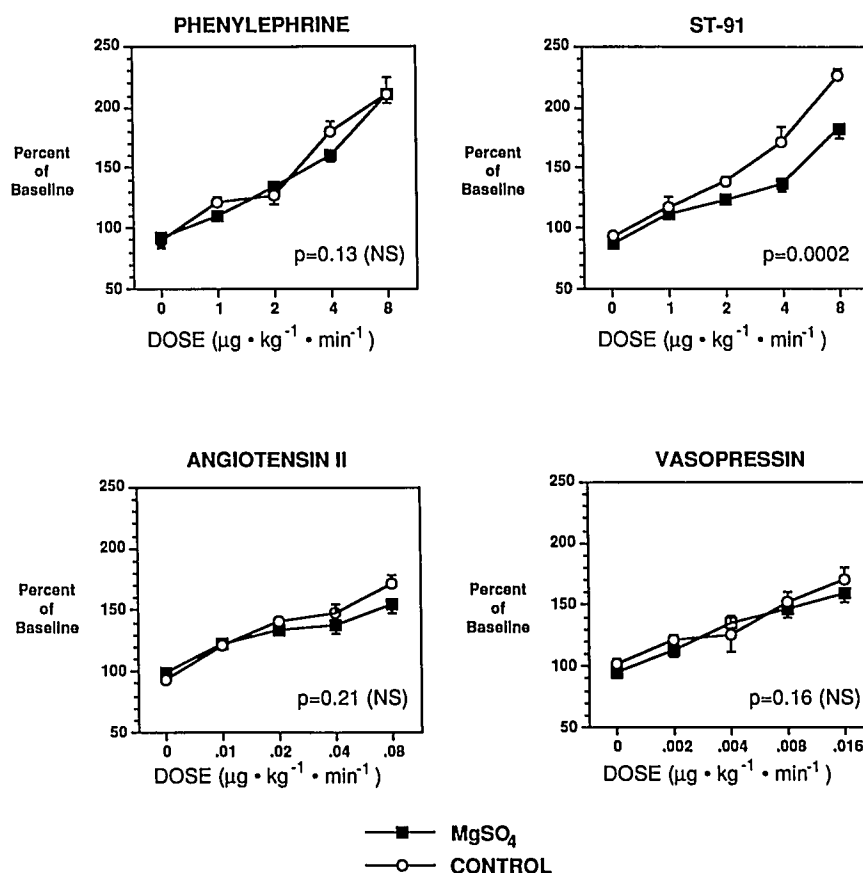 PHENYLEPHRINE
250
200
150
100
50
Percent
of
Baseline
p=0.13 (NS)
0 1 2 4 8
DOSE (μg • kg⁻¹ • min⁻¹ )
ST-91
250
200
150
100
50
Percent
of
Baseline
p=0.0002
0 1 2 4 8
DOSE (μg • kg⁻¹ • min⁻¹ )
ANGIOTENSIN II
250
200
150
100
50
Percent
of
Baseline
p=0.21 (NS)
0 .01 .02 .04 .08
DOSE (μg • kg⁻¹ • min⁻¹ )
VASOPRESSIN
250
200
150
100
50
Percent
of
Baseline
p=0.16 (NS)
0 .002 .004 .008 .016
DOSE (μg • kg⁻¹ • min⁻¹ )
MgSO₄
CONTROL